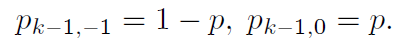 $p_{k-1,-1} = 1 - p, \; p_{k-1,0} = p.$